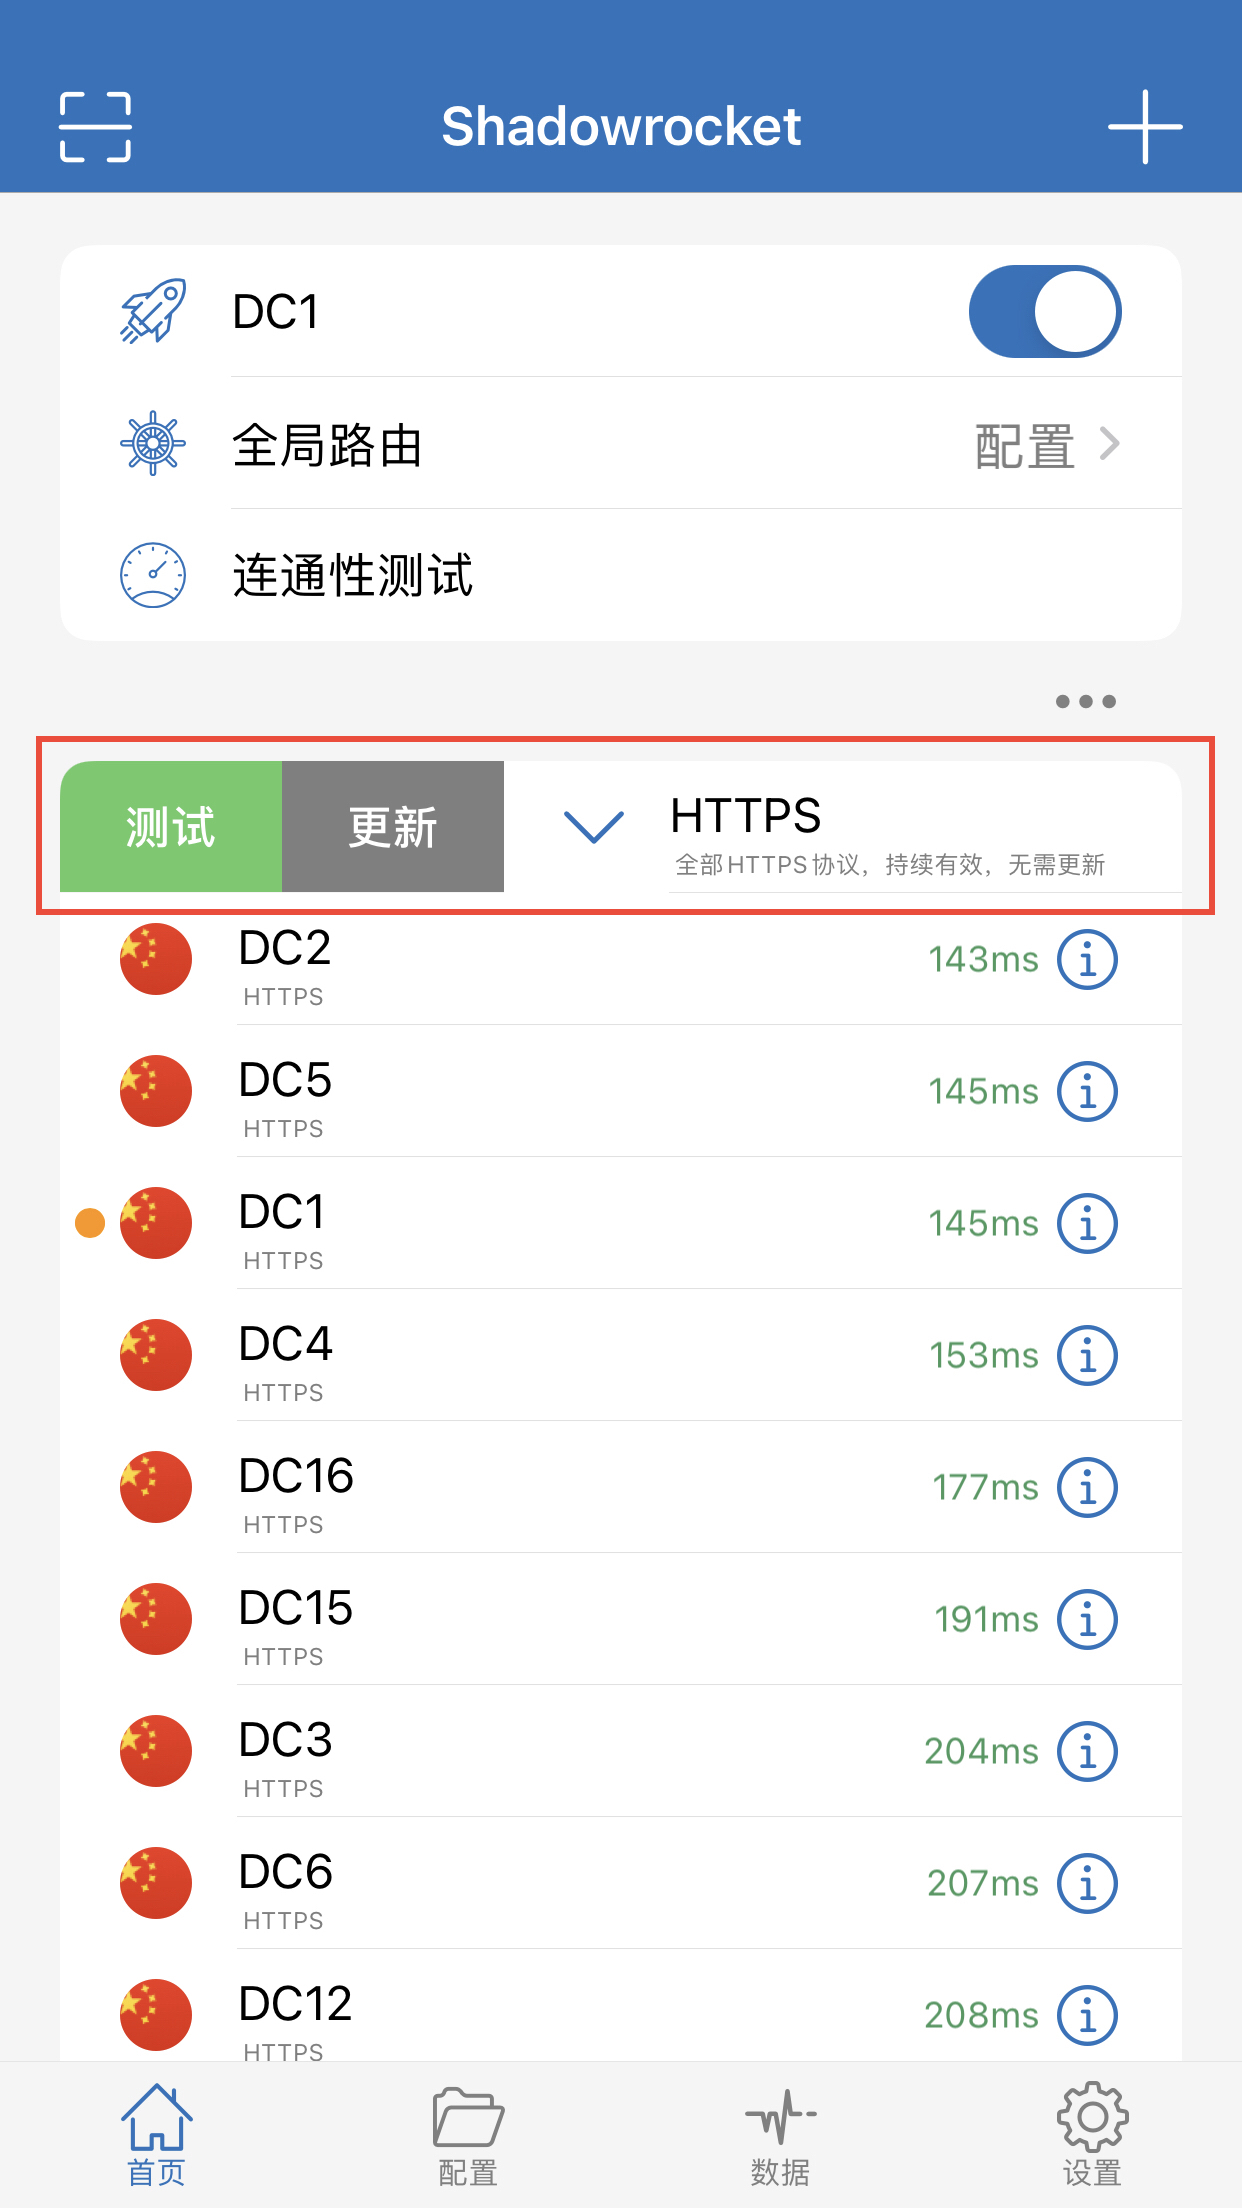 Shadowrocket
DC1
全局路由 配置
连通性测试
测试 更新 HTTPS
全部HTTPS协议，持续有效，无需更新
DC2 143ms
HTTPS
DC5 145ms
HTTPS
DC1 145ms
HTTPS
DC4 153ms
HTTPS
DC16 177ms
HTTPS
DC15 191ms
HTTPS
DC3 204ms
HTTPS
DC6 207ms
HTTPS
DC12 208ms
HTTPS
首页 配置 数据 设置